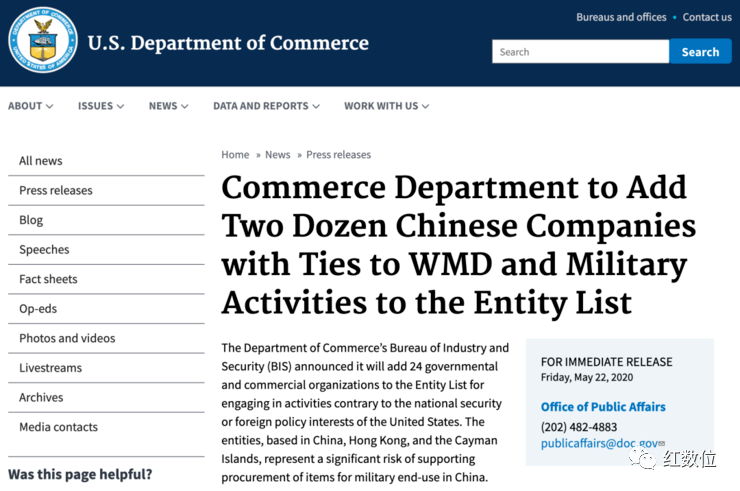 DEPARTMENT OF COMMERCE
UNITED STATES OF AMERICA
U.S. Department of Commerce
Bureaus and offices • Contact us
Search Search
ABOUT ISSUES NEWS DATA AND REPORTS WORK WITH US
All news
Press releases
Blog
Speeches
Fact sheets
Op-eds
Photos and videos
Livestreams
Archives
Media contacts
Was this page helpful?
Home » News » Press releases
Commerce Department to Add
Two Dozen Chinese Companies
with Ties to WMD and Military
Activities to the Entity List
The Department of Commerce's Bureau of Industry and
Security (BIS) announced it will add 24 governmental
and commercial organizations to the Entity List for
engaging in activities contrary to the national security
or foreign policy interests of the United States. The
entities, based in China, Hong Kong, and the Cayman
Islands, represent a significant risk of supporting
procurement of items for military end-use in China.
FOR IMMEDIATE RELEASE
Friday, May 22, 2020
Office of Public Affairs
(202) 482-4883
publicaffairs@doc.gov
红数位